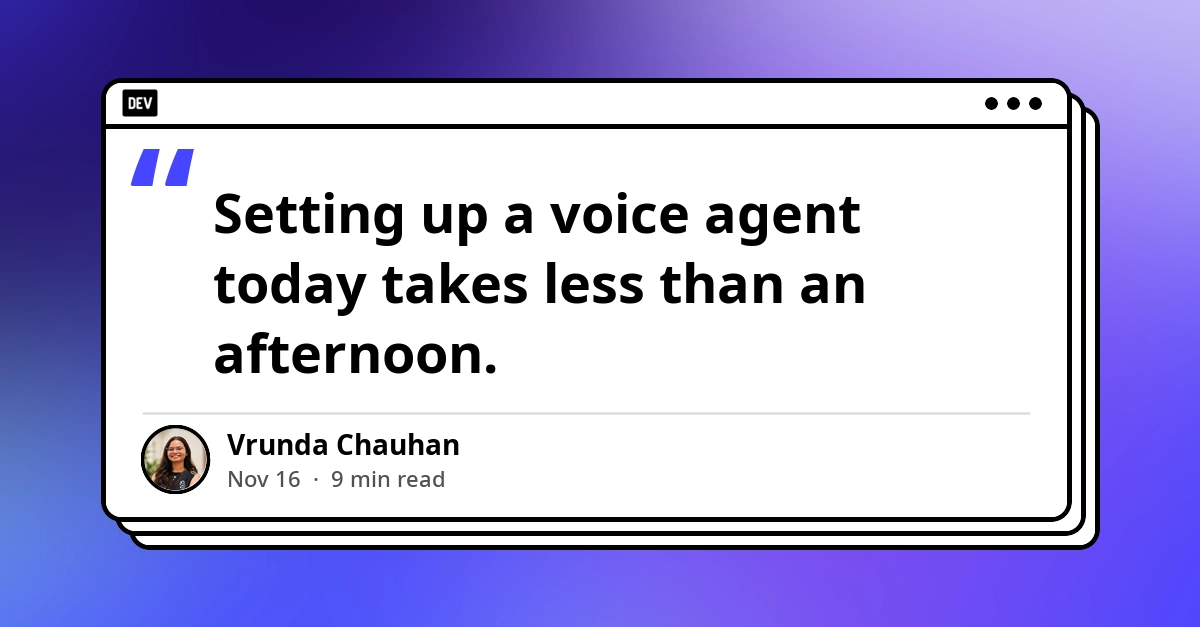 DEV
“
Setting up a voice agent
today takes less than an
afternoon.
Vrunda Chauhan
Nov 16 · 9 min read